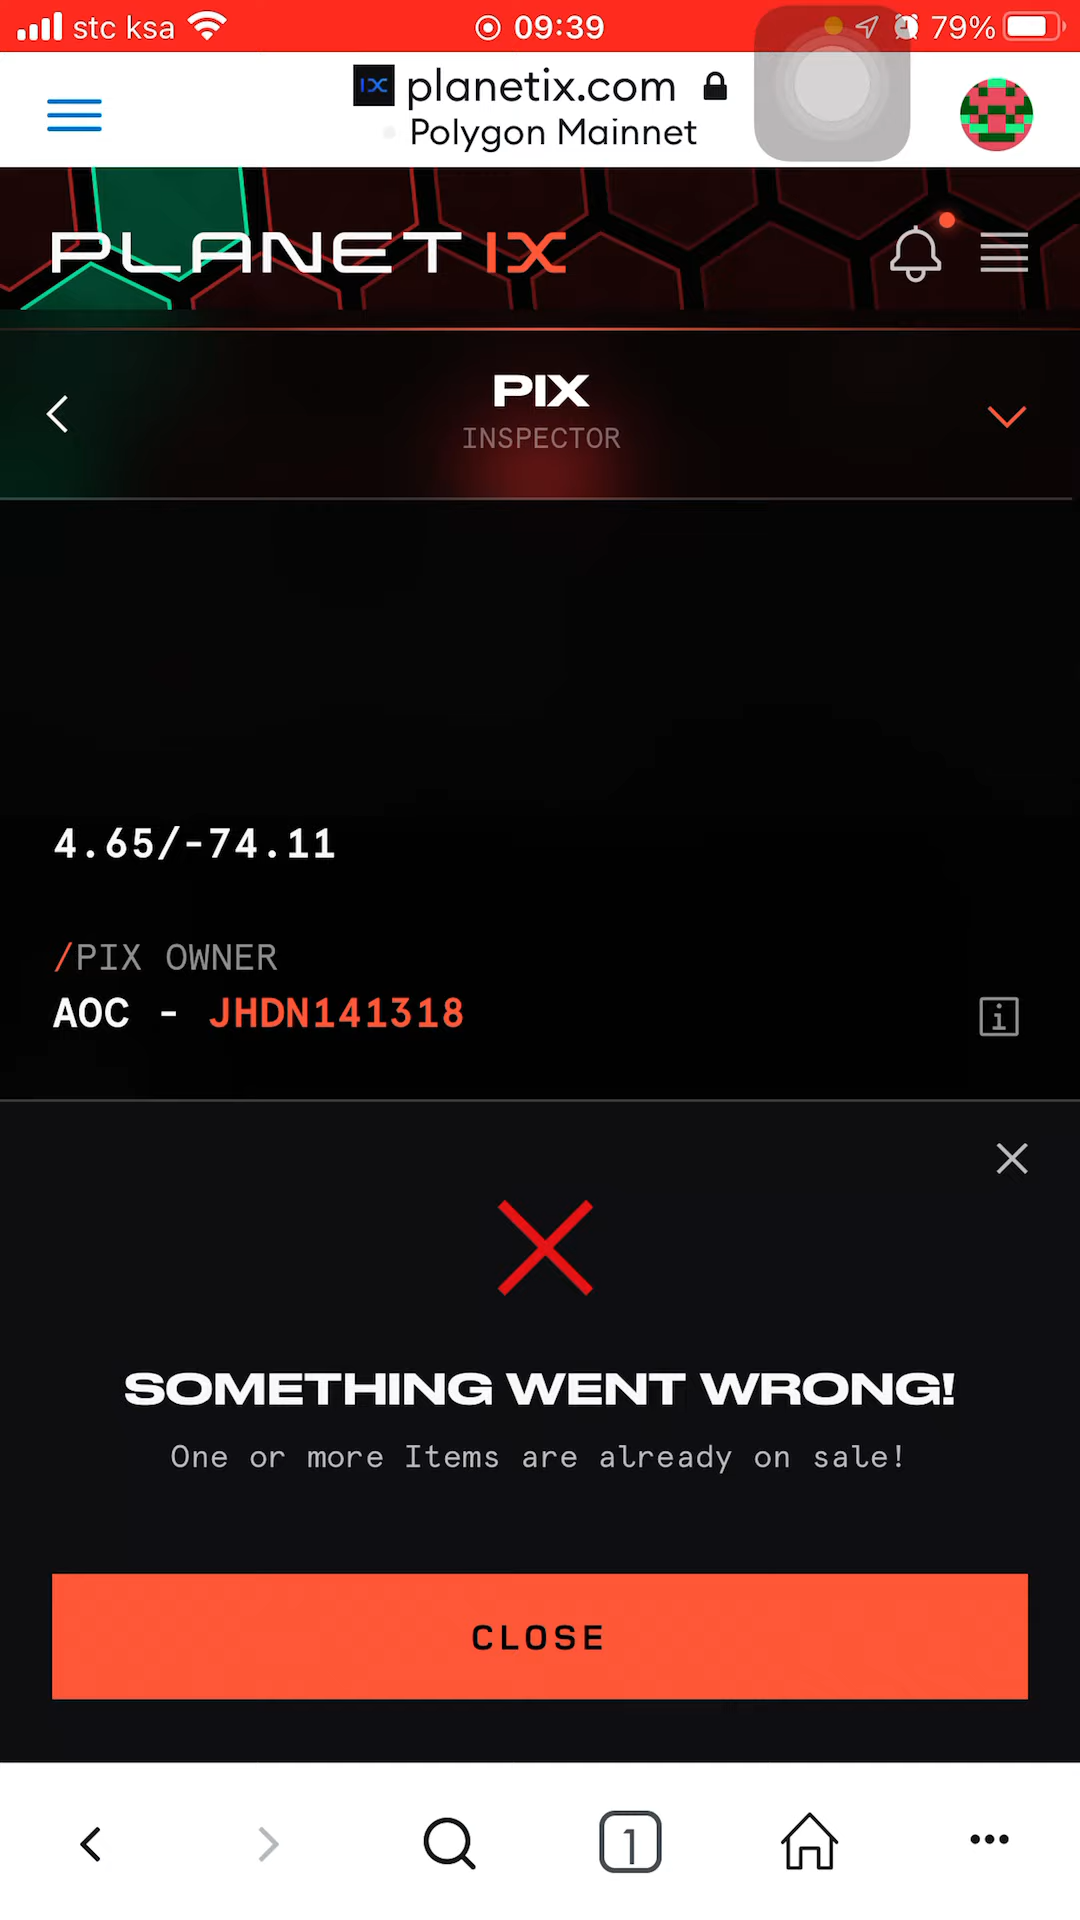 stc ksa 09:39 79%
planetix.com
Polygon Mainnet
PLANET IX
PIX
INSPECTOR
4.65/-74.11
/PIX OWNER
AOC - JHDN141318
SOMETHING WENT WRONG!
One or more Items are already on sale!
CLOSE
1